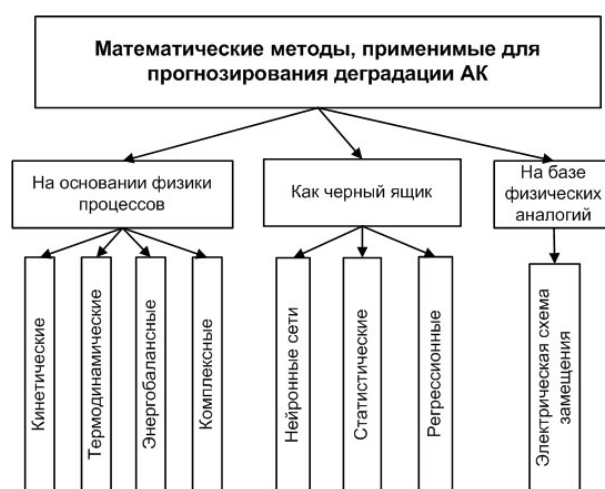 Математические методы, применимые для
прогнозирования деградации АК
На основании физики
процессов
Как черный ящик
На базе
физических
аналогий
Кинетические
Термодинамические
Энергобалансные
Комплексные
Нейронные сети
Статистические
Регрессионные
Электрическая схема
замещения